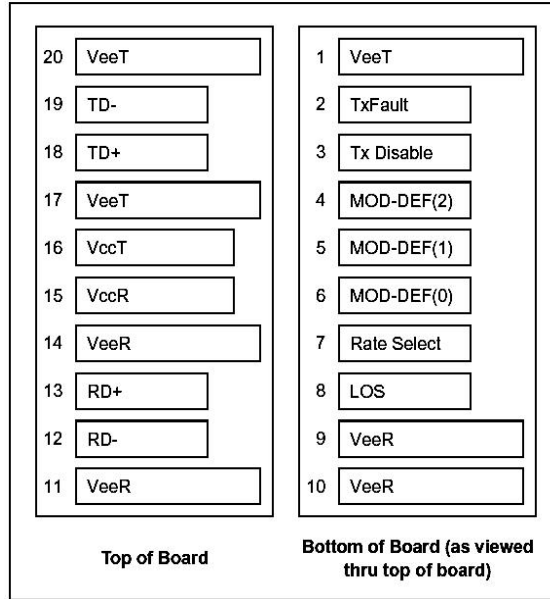 20 VeeT
19 TD-
18 TD+
17 VeeT
16 VccT
15 VccR
14 VeeR
13 RD+
12 RD-
11 VeeR
Top of Board
1 VeeT
2 TxFault
3 Tx Disable
4 MOD-DEF(2)
5 MOD-DEF(1)
6 MOD-DEF(0)
7 Rate Select
8 LOS
9 VeeR
10 VeeR
Bottom of Board (as viewed
thru top of board)